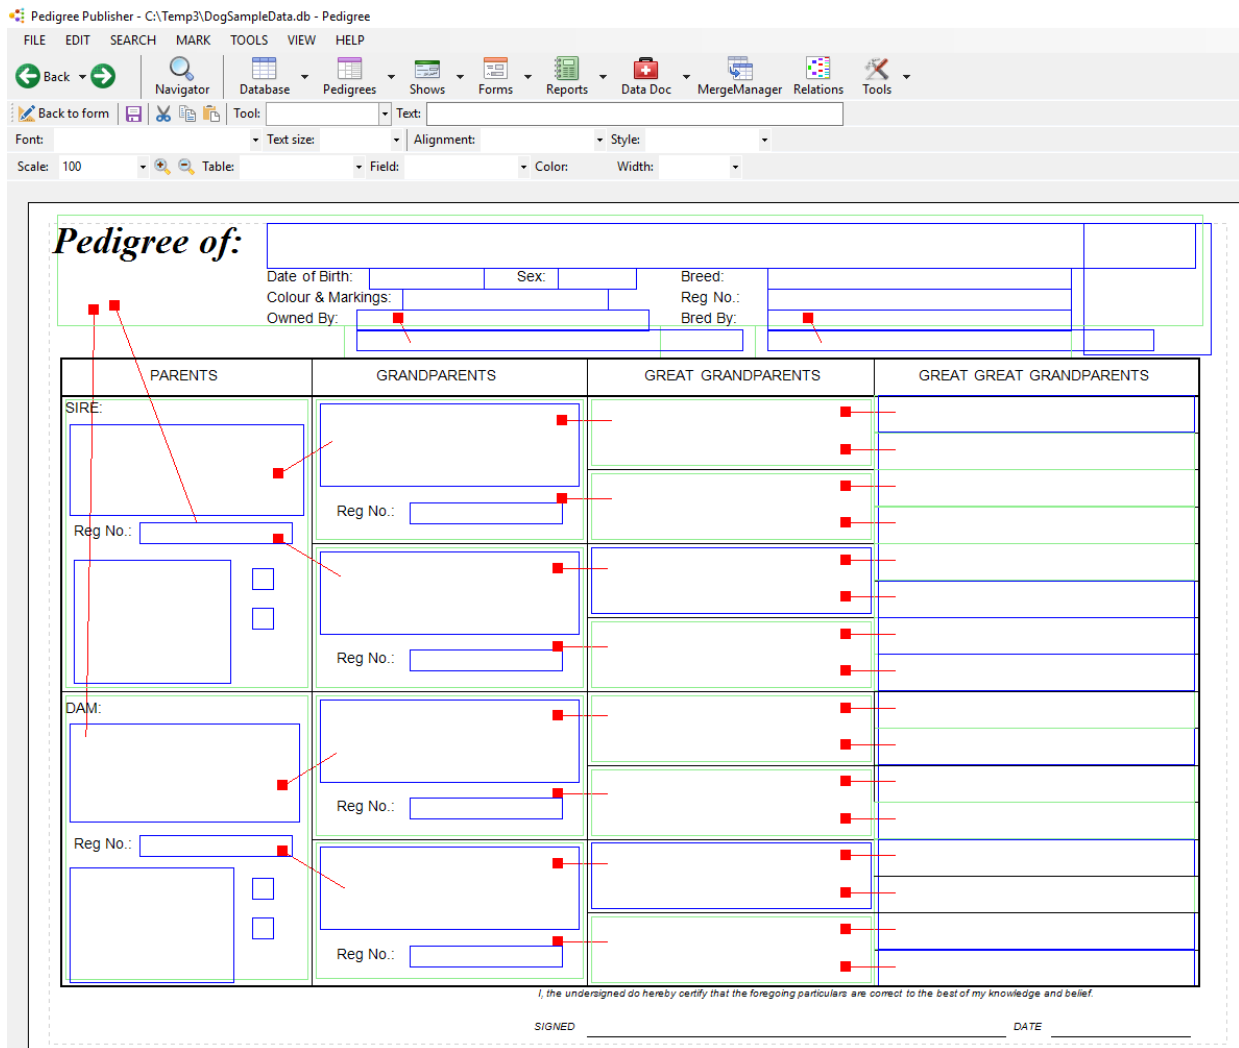 Pedigree Publisher - C:\Temp3\DogSampleData.db - Pedigree
FILE EDIT SEARCH MARK TOOLS VIEW HELP
Back Navigator Database Pedigrees Shows Forms Reports Data Doc MergeManager Relations Tools
Back to form Tool: Text:
Font: Text size: Alignment: Style:
Scale: 100 Table: Field: Color: Width:
Pedigree of:
Date of Birth: Sex: Breed:
Colour & Markings: Reg No.:
Owned By: Bred By:
PARENTS GRANDPARENTS GREAT GRANDPARENTS GREAT GREAT GRANDPARENTS
SIRE:
Reg No.:
Reg No.:
Reg No.:
DAM:
Reg No.:
Reg No.:
Reg No.:
I, the undersigned do hereby certify that the foregoing particulars are correct to the best of my knowledge and belief.
SIGNED DATE